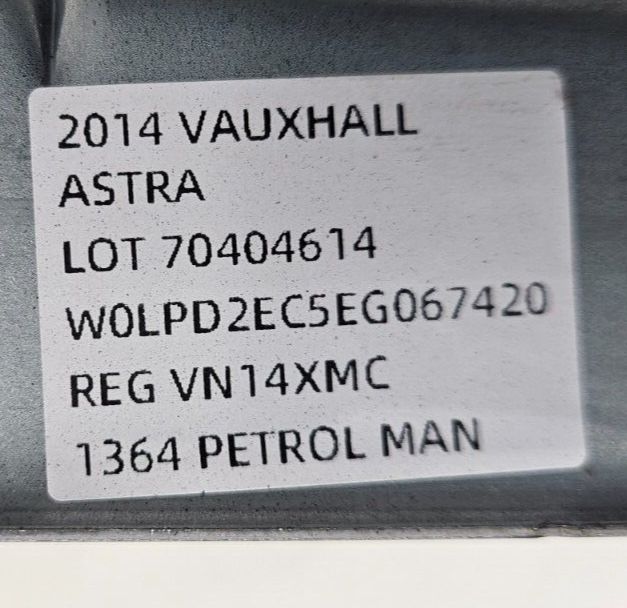 2014 VAUXHALL
ASTRA
LOT 70404614
W0LPD2EC5EG067420
REG VN14XMC
1364 PETROL MAN